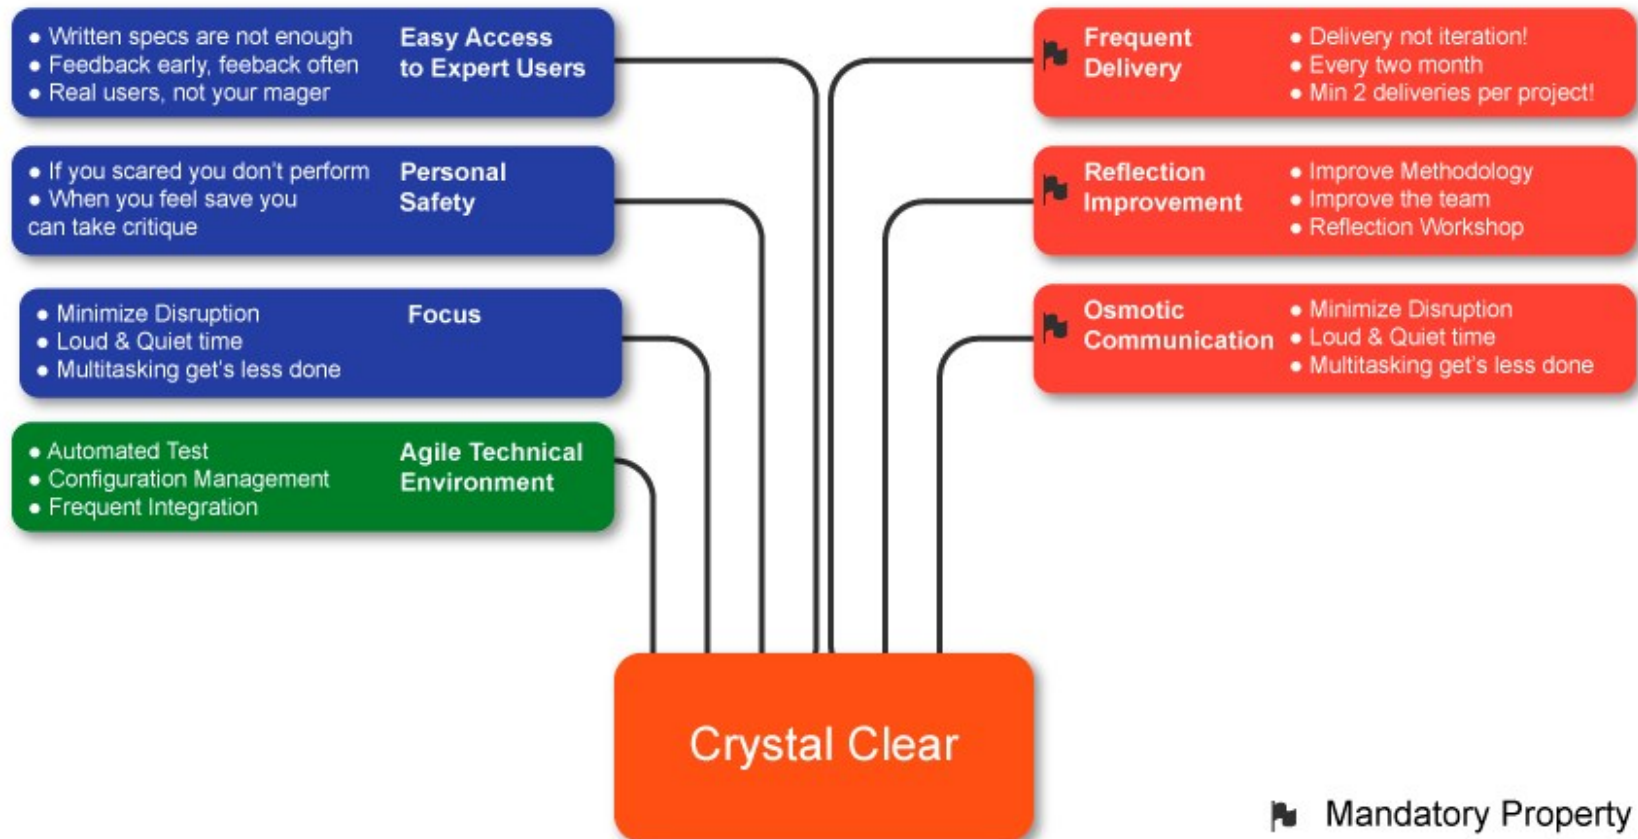 ● Written specs are not enough
● Feedback early, feeback often
● Real users, not your mager
Easy Access
to Expert Users
● If you scared you don't perform
● When you feel save you
can take critique
Personal
Safety
● Minimize Disruption
● Loud & Quiet time
● Multitasking get's less done
Focus
● Automated Test
● Configuration Management
● Frequent Integration
Agile Technical
Environment
Frequent
Delivery
● Delivery not iteration!
● Every two month
● Min 2 deliveries per project!
Reflection
Improvement
● Improve Methodology
● Improve the team
● Reflection Workshop
Osmotic
Communication
● Minimize Disruption
● Loud & Quiet time
● Multitasking get's less done
Crystal Clear
Mandatory Property